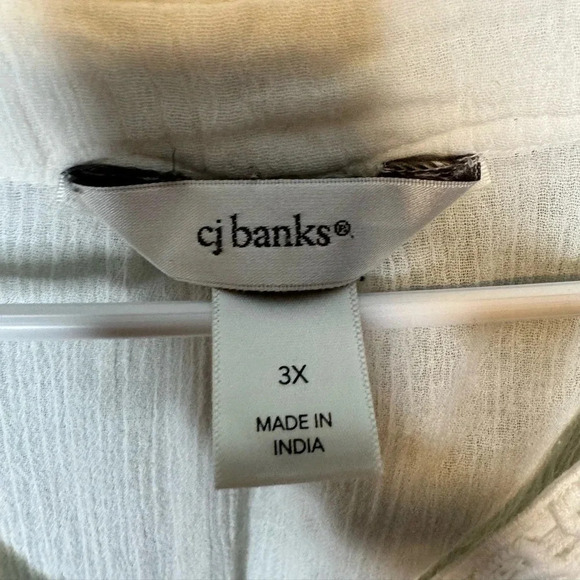 cj banks®
3X
MADE IN
INDIA